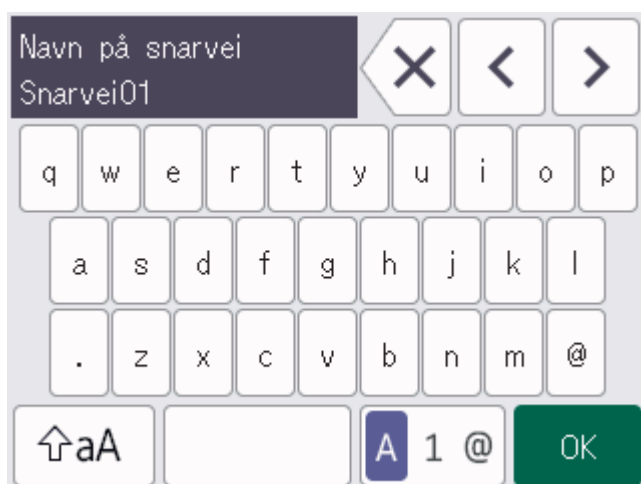 Navn på snarvei
Snarvei01
q w e r t y u i o p
a s d f g h j k l
. z x c v b n m @
aA A 1 @ OK